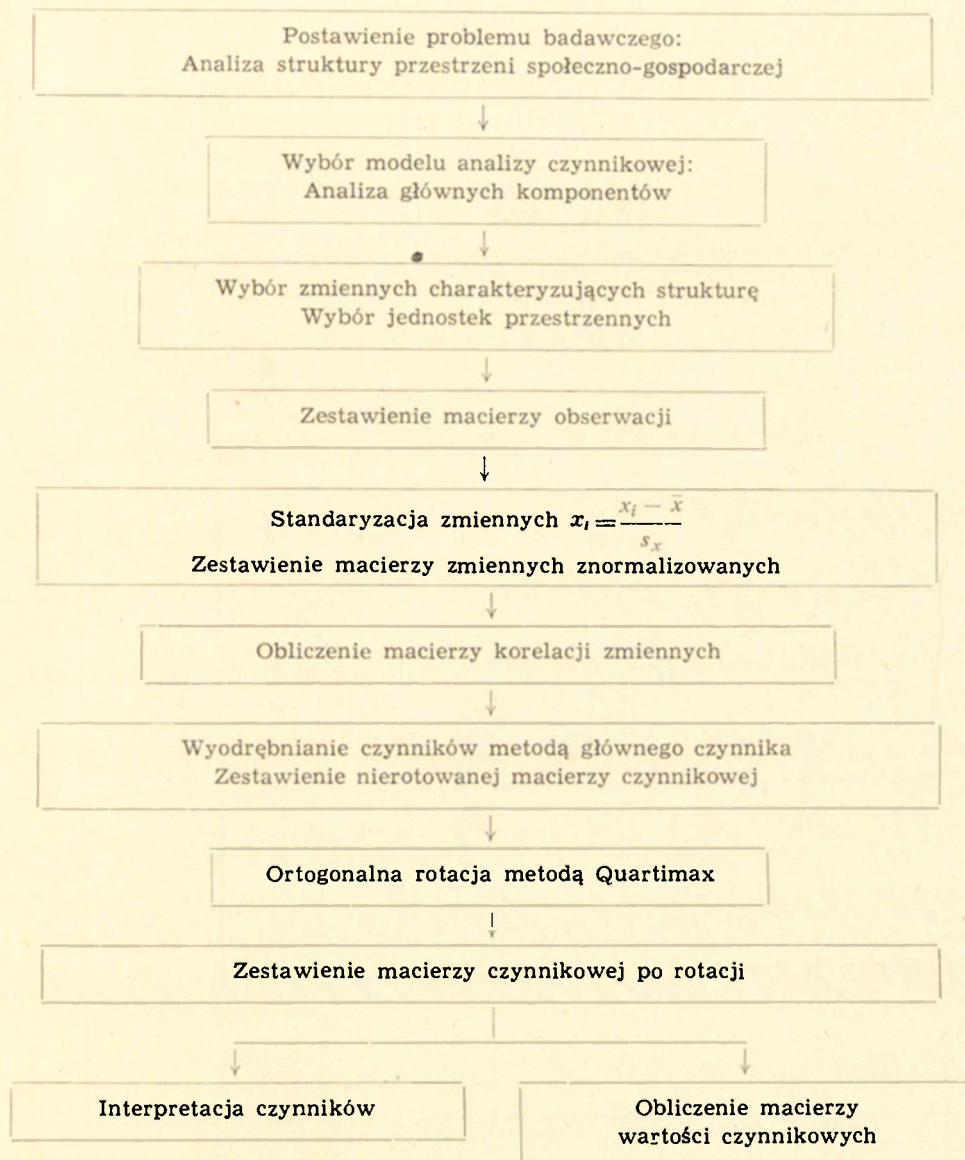 Postawienie problemu badawczego:
Analiza struktury przestrzeni społeczno-gospodarczej
↓
Wybór modelu analizy czynnikowej:
Analiza głównych komponentów
↓
Wybór zmiennych charakteryzujących strukturę
Wybór jednostek przestrzennych
↓
Zestawienie macierzy obserwacji
↓
Standaryzacja zmiennych xᵢ = (xᵢ − x̄) / sₓ
Zestawienie macierzy zmiennych znormalizowanych
↓
Obliczenie macierzy korelacji zmiennych
↓
Wyodrębnianie czynników metodą głównego czynnika
Zestawienie nierotowanej macierzy czynnikowej
↓
Ortogonalna rotacja metodą Quartimax
↓
Zestawienie macierzy czynnikowej po rotacji
↓ ↓
Interpretacja czynników
Obliczenie macierzy
wartości czynnikowych